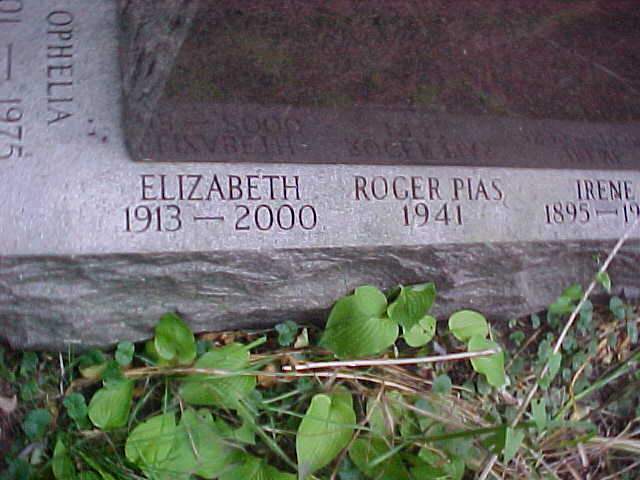 OPHELIA
— 1975
ELIZABETH
1913 — 2000
ROGER PIAS
1941
IRENE
1895 —